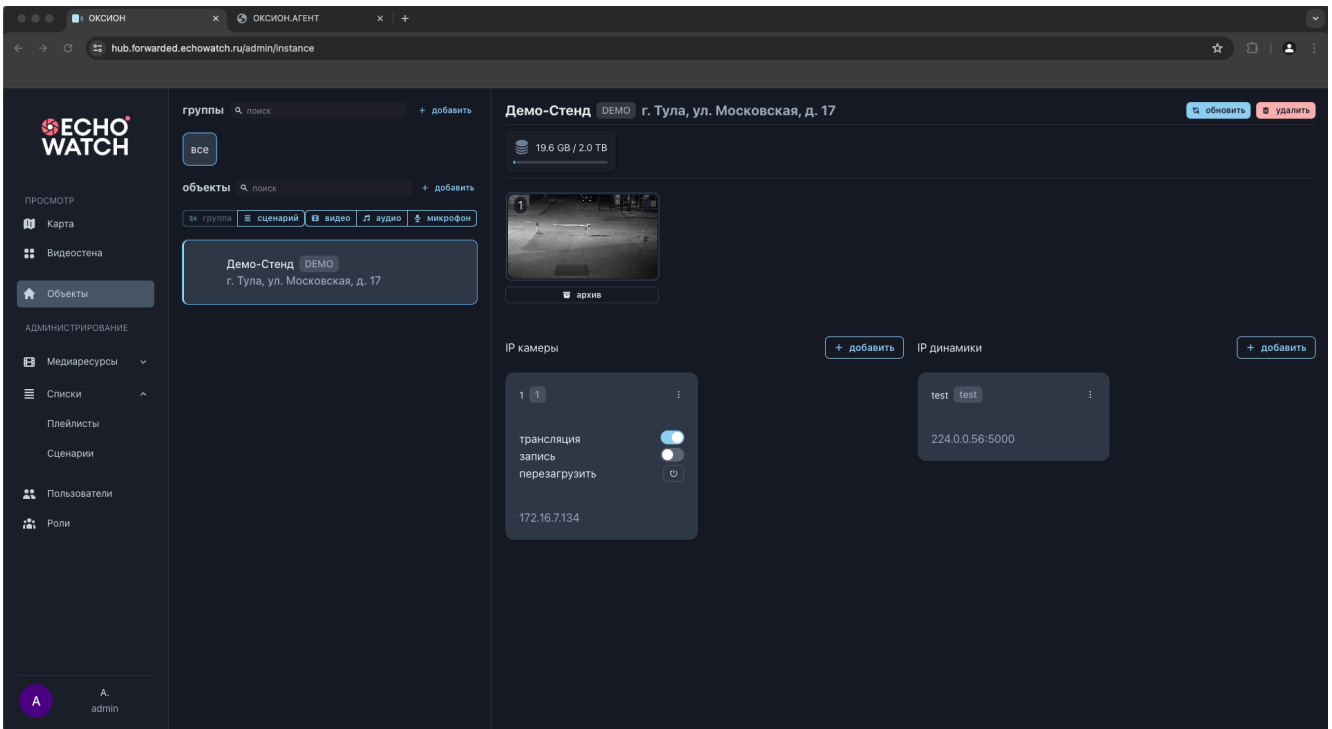 ОКСИОН
ОКСИОН.АГЕНТ
hub.forwarded.echowatch.ru/admin/instance
ECHO
WATCH
ПРОСМОТР
Карта
Видеостена
Объекты
АДМИНИСТРИРОВАНИЕ
Медиаресурсы
Списки
Плейлисты
Сценарии
Пользователи
Роли
A
A.
admin
группы поиск + добавить
все
объекты поиск + добавить
группа сценарий видео аудио микрофон
Демо-Стенд DEMO
г. Тула, ул. Московская, д. 17
Демо-Стенд DEMO г. Тула, ул. Московская, д. 17 обновить удалить
19.6 GB / 2.0 TB
1
архив
IP камеры + добавить
1 1
трансляция
запись
перезагрузить
172.16.7.134
IP динамики + добавить
test test
224.0.0.56:5000